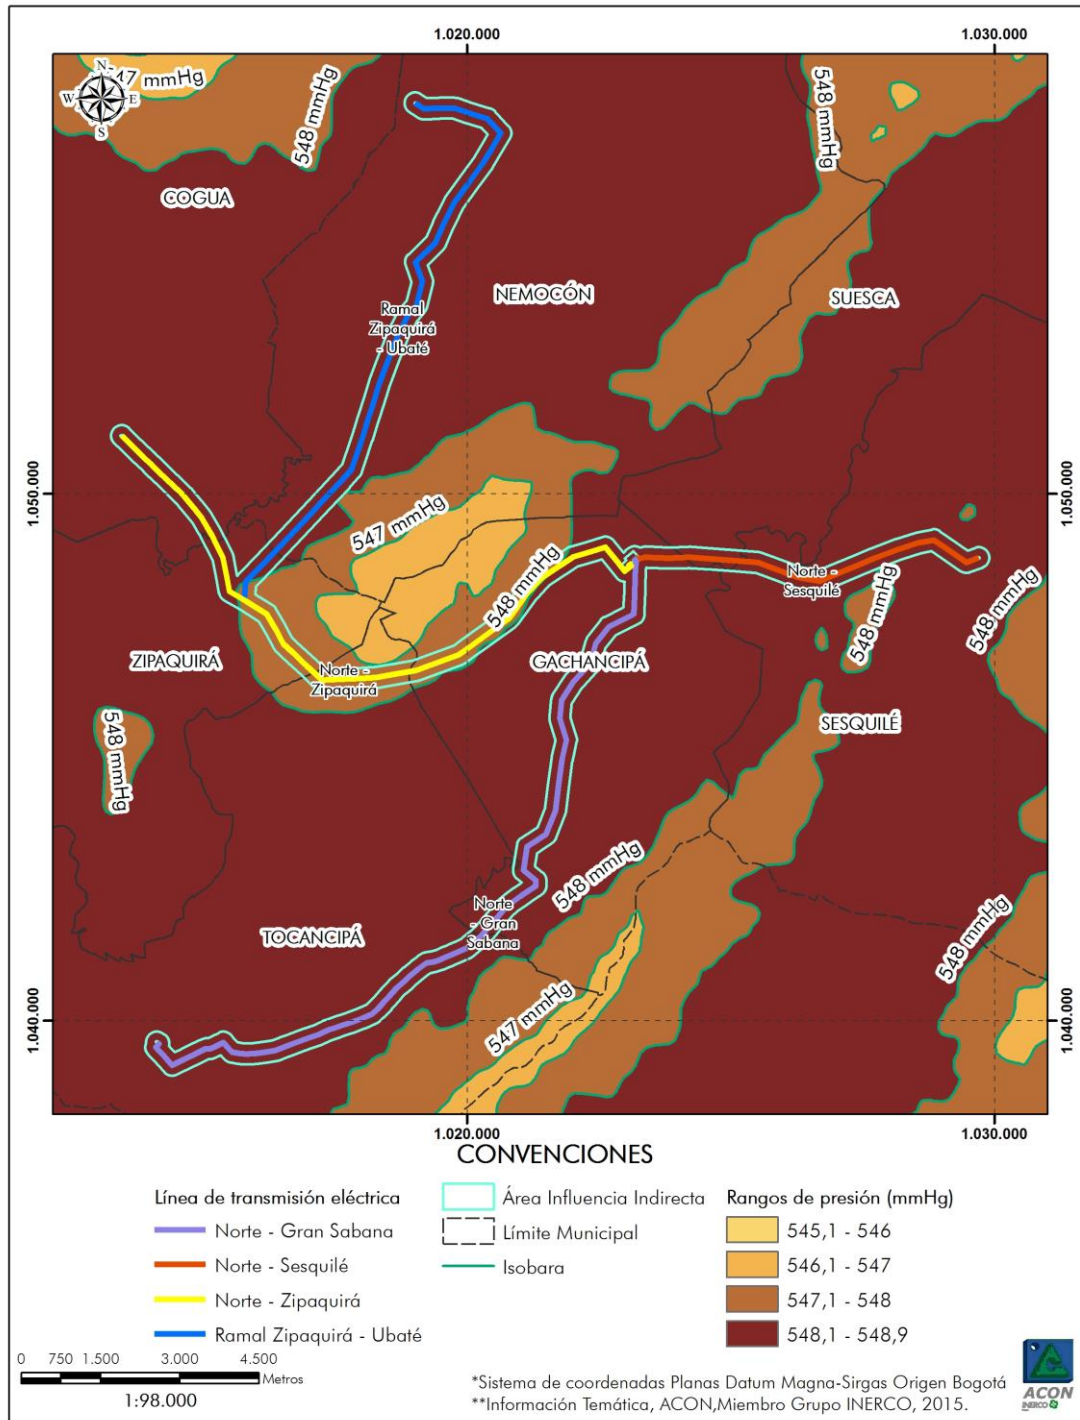 1.020.000
1.030.000
N
W
E
S
547 mmHg
548 mmHg
548 mmHg
COGUA
NEMOCÓN
SUESCA
Ramal
Zipaquirá
- Ubaté
1.050.000
1.050.000
547 mmHg
548 mmHg
Norte -
Sesquilé
548 mmHg
548 mmHg
ZIPAQUIRÁ
Norte -
Zipaquirá
GACHANCIPÁ
SESQUILÉ
548 mmHg
548 mmHg
Norte
- Gran
Sabana
TOCANCIPÁ
548 mmHg
547 mmHg
1.040.000
1.040.000
1.020.000
1.030.000
CONVENCIONES
Línea de transmisión eléctrica
Norte - Gran Sabana
Norte - Sesquilé
Norte - Zipaquirá
Ramal Zipaquirá - Ubaté
Área Influencia Indirecta
Límite Municipal
Isobara
Rangos de presión (mmHg)
545,1 - 546
546,1 - 547
547,1 - 548
548,1 - 548,9
0 750 1.500 3.000 4.500
Metros
1:98.000
*Sistema de coordenadas Planas Datum Magna-Sirgas Origen Bogotá
**Información Temática, ACON,Miembro Grupo INERCO, 2015.
ACON
INERCO